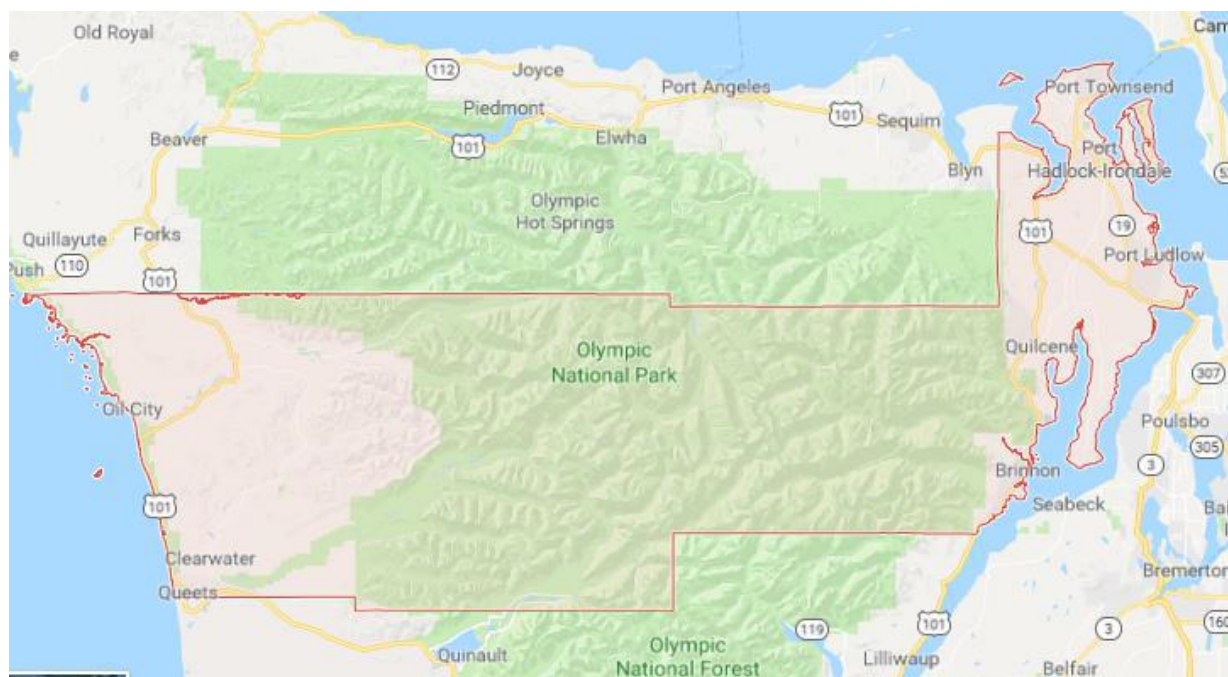 Old Royal
Cam
112
Joyce
Port Angeles
Port Townsend
Piedmont
101
Sequim
Beaver
101
Elwha
Port
Hadlock-Irondale
Blyn
Olympic
Hot Springs
Quillayute
Forks
101
19
Push
110
Port Ludlow
101
Olympic
National Park
Quilcene
307
Oil City
Poulsbo
305
3
Brinnon
101
Seabeck
Clearwater
Queets
Bremerton
119
101
3
160
Quinault
Olympic
National Forest
Lilliwaup
Belfair